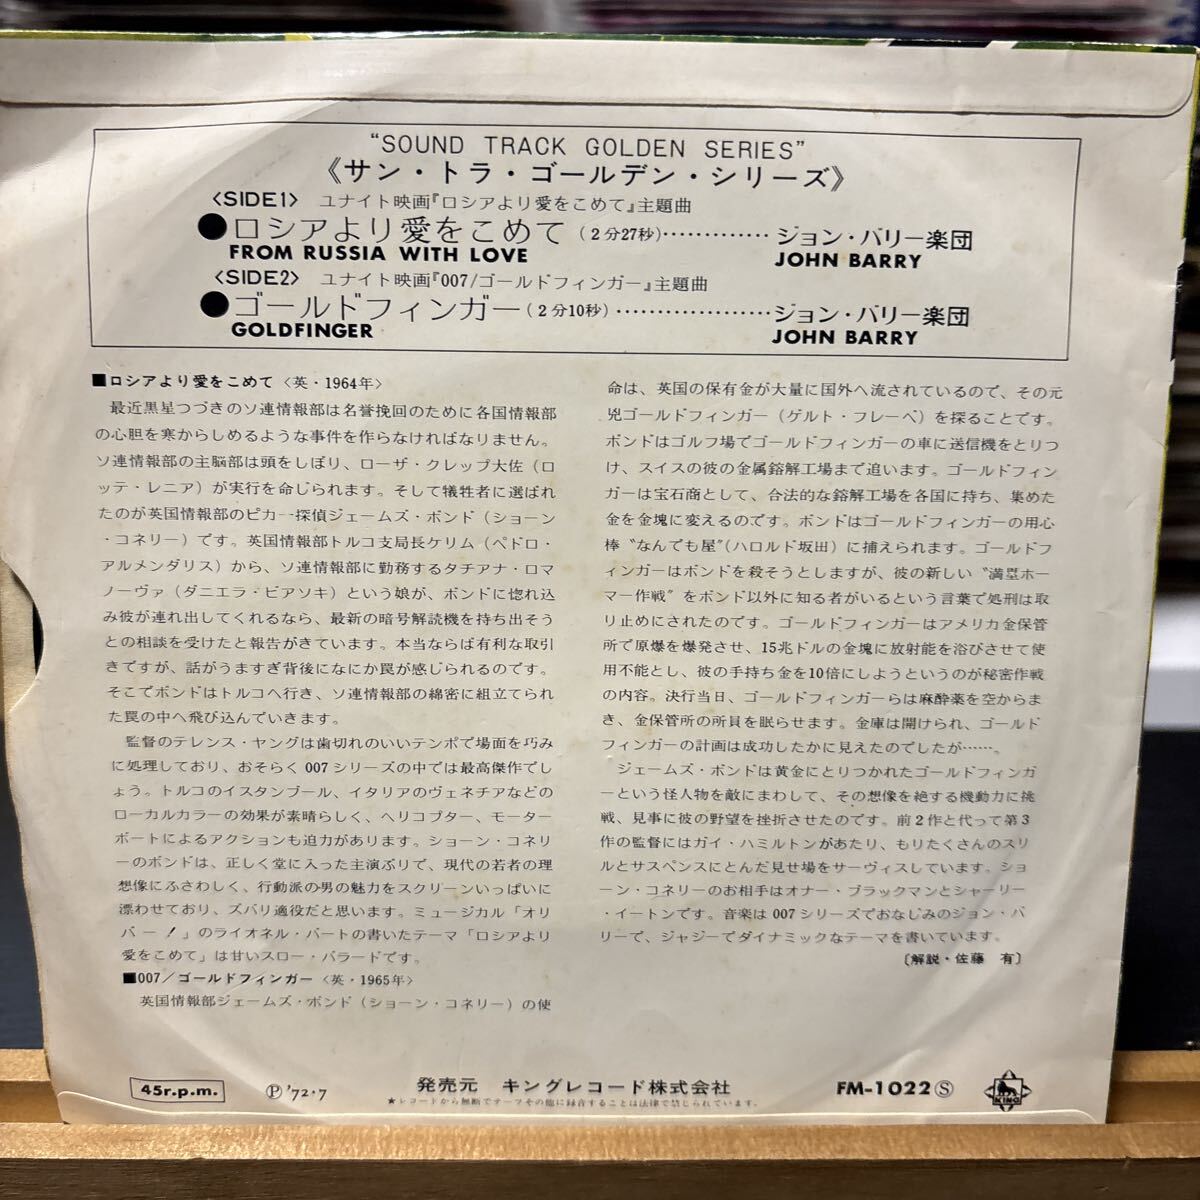 "SOUND TRACK GOLDEN SERIES"
《サン・トラ・ゴールデン・シリーズ》
〈SIDE1〉 ユナイト映画『ロシアより愛をこめて』主題曲
●ロシアより愛をこめて(2分27秒)‥‥‥‥‥‥ジョン・バリー楽団
FROM RUSSIA WITH LOVE JOHN BARRY
〈SIDE2〉 ユナイト映画『007/ゴールドフィンガー』主題曲
●ゴールドフィンガー(2分10秒)‥‥‥‥‥‥‥‥‥ジョン・バリー楽団
GOLDFINGER JOHN BARRY
■ロシアより愛をこめて〈英・1964年〉
最近黒星つづきのソ連情報部は名誉挽回のために各国情報部
の心胆を寒からしめるような事件を作らなければなりません。
ソ連情報部の主脳部は頭をしぼり、ローザ・クレップ大佐(ロ
ッテ・レニア)が実行を命じられます。そして犠牲者に選ばれ
たのが英国情報部のピカ一探偵ジェームズ・ボンド(ショーン
・コネリー)です。英国情報部トルコ支局長ケリム(ペドロ・
アルメンダリス)から、ソ連情報部に勤務するタチアナ・ロマ
ノーヴァ(ダニエラ・ビアソキ)という娘が、ボンドに惚れ込
み彼が連れ出してくれるなら、最新の暗号解読機を持ち出そう
との相談を受けたと報告がきています。本当ならば有利な取引
きですが、話がうますぎ背後になにか罠が感じられるのです。
そこでボンドはトルコへ行き、ソ連情報部の綿密に組立てられ
た罠の中へ飛び込んでいきます。
監督のテレンス・ヤングは歯切れのいいテンポで場面を巧み
に処理しており、おそらく007シリーズの中では最高傑作でし
ょう。トルコのイスタンブール、イタリアのヴェネチアなどの
ローカルカラーの効果が素晴らしく、ヘリコプター、モーター
ボートによるアクションも迫力があります。ショーン・コネリ
ーのボンドは、正しく堂に入った主演ぶりで、現代の若者の理
想像にふさわしく、行動派の男の魅力をスクリーンいっぱいに
漂わせており、ズバリ適役だと思います。ミュージカル「オリ
バー!」のライオネル・バートの書いたテーマ「ロシアより
愛をこめて」は甘いスロー・バラードです。
■007/ゴールドフィンガー〈英・1965年〉
英国情報部ジェームズ・ボンド(ショーン・コネリー)の使
命は、英国の保有金が大量に国外へ流されているので、その元
兇ゴールドフィンガー(ゲルト・フレーベ)を探ることです。
ボンドはゴルフ場でゴールドフィンガーの車に送信機をとりつ
け、スイスの彼の金属鎔解工場まで追います。ゴールドフィン
ガーは宝石商として、合法的な鎔解工場を各国に持ち、集めた
金を金塊に変えるのです。ボンドはゴールドフィンガーの用心
棒"なんでも屋"(ハロルド坂田)に捕えられます。ゴールドフ
ィンガーはボンドを殺そうとしますが、彼の新しい"満塁ホー
マー作戦"をボンド以外に知る者がいるという言葉で処刑は取
り止めにされたのです。ゴールドフィンガーはアメリカ金保管
所で原爆を爆発させ、15兆ドルの金塊に放射能を浴びさせて使
用不能とし、彼の手持ち金を10倍にしようというのが秘密作戦
の内容。決行当日、ゴールドフィンガーらは麻酔薬を空からま
き、金保管所の所員を眠らせます。金庫は開けられ、ゴールド
フィンガーの計画は成功したかに見えたのでしたが……。
ジェームズ・ボンドは黄金にとりつかれたゴールドフィンガ
ーという怪人物を敵にまわして、その想像を絶する機動力に挑
戦、見事に彼の野望を挫折させたのです。前2作と代って第3
作の監督にはガイ・ハミルトンがあたり、もりたくさんのスリ
ルとサスペンスにとんだ見せ場をサーヴィスしています。ショ
ーン・コネリーのお相手はオナー・ブラックマンとシャーリー
・イートンです。音楽は007シリーズでおなじみのジョン・バ
リーで、ジャジーでダイナミックなテーマを書いています。
〔解説・佐藤 有〕
45r.p.m. Ⓟ'72・7 発売元 キングレコード株式会社 FM-1022Ⓢ KING
★レコードから無断でテープその他に録音することは法律で禁じられています。